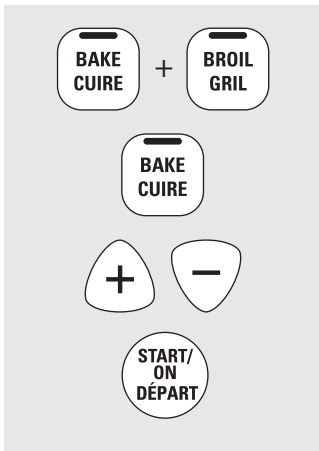 BAKE
CUIRE
+
BROIL
GRIL
BAKE
CUIRE
+
−
START/
ON
DÉPART